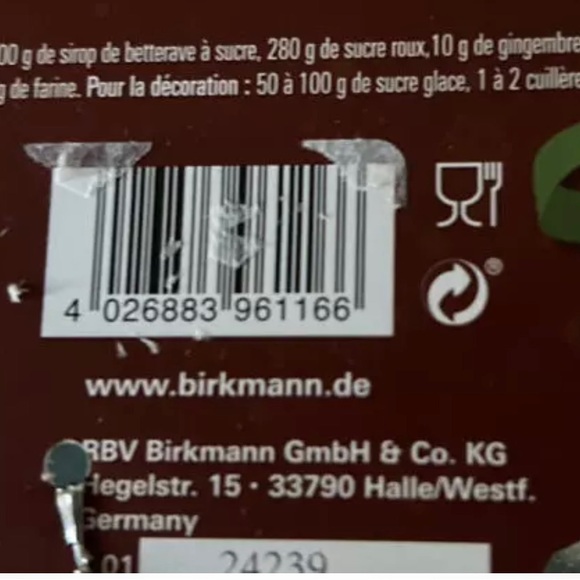 00 g de sirop de betterave à sucre, 280 g de sucre roux,10 g de gingembre
g de farine. Pour la décoration : 50 à 100 g de sucre glace, 1 à 2 cuillère
4 026883 961166
®
www.birkmann.de
RBV Birkmann GmbH & Co. KG
Hegelstr. 15 · 33790 Halle/Westf.
Germany
01
24239